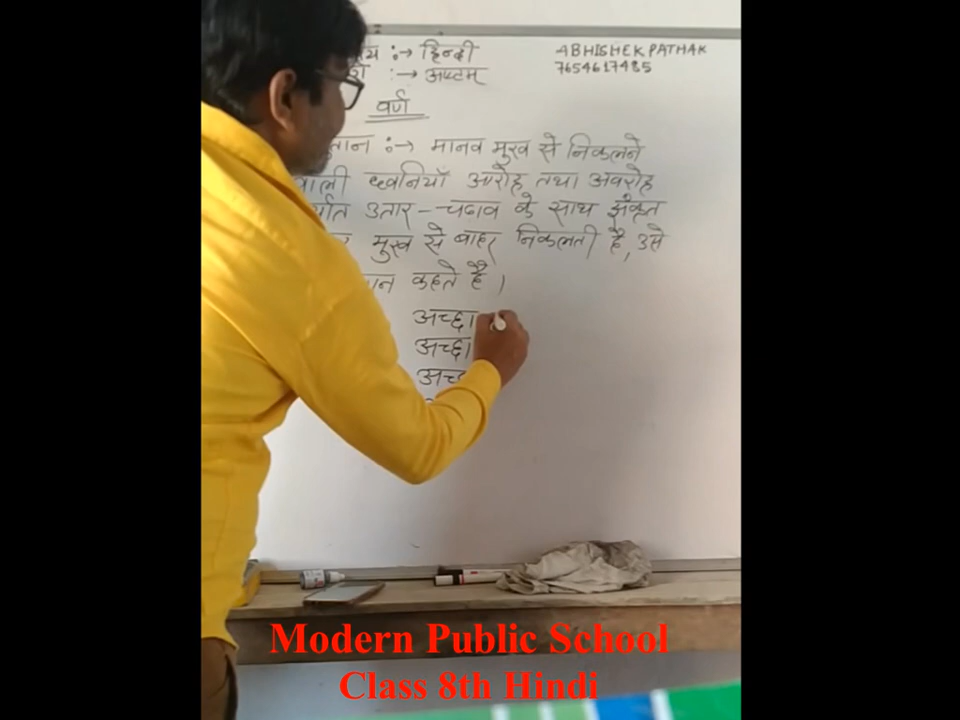 :→ हिन्दी
:→ अष्टम
ABHISHEK PATHAK
7654617485
वर्ण
:→ मानव मुख से निकलने
ध्वनियाँ आरोह तथा अवरोह
उतार-चढाव के साथ झंकृत
मुख से बाहर निकलती है, उसे
कहते है।
अच्छा
अच्छा
Modern Public School
Class 8th Hindi